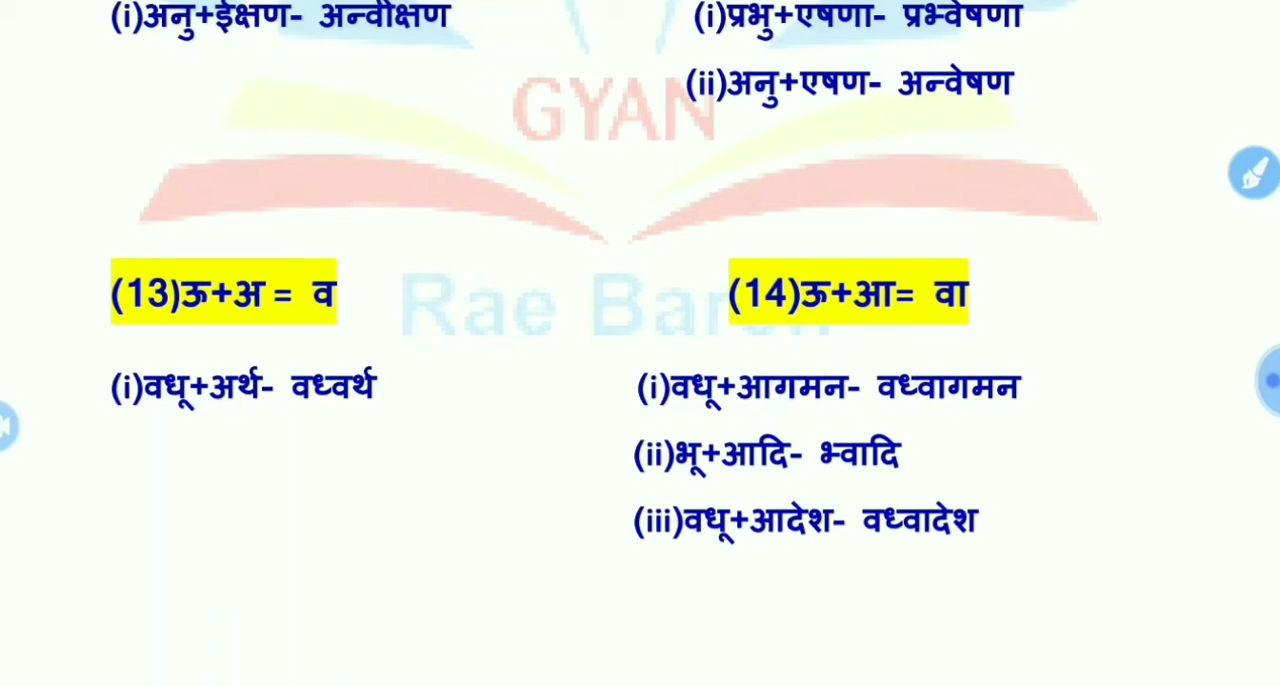 (i)अनु+ईक्षण- अन्वीक्षण
(i)प्रभु+एषणा- प्रभ्वेषणा
(ii)अनु+एषण- अन्वेषण
GYAN
(13)ऊ+अ = व
(14)ऊ+आ= वा
Rae Bareli
(i)वधू+अर्थ- वध्वर्थ
(i)वधू+आगमन- वध्वागमन
(ii)भू+आदि- भ्वादि
(iii)वधू+आदेश- वध्वादेश